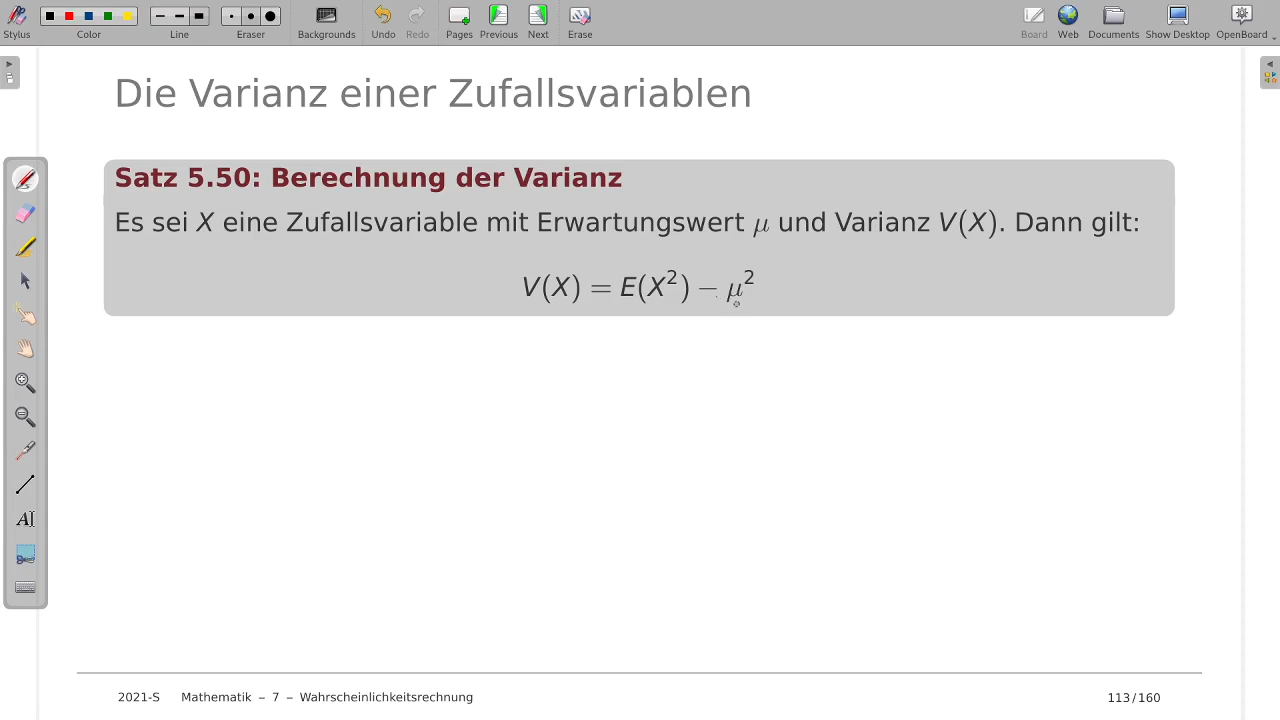 Stylus Color Line Eraser Backgrounds Undo Redo Pages Previous Next Erase Board Web Documents Show Desktop OpenBoard
Die Varianz einer Zufallsvariablen
Satz 5.50: Berechnung der Varianz
Es sei X eine Zufallsvariable mit Erwartungswert μ und Varianz V(X). Dann gilt:
V(X) = E(X²) − μ²
AI
2021-S Mathematik – 7 – Wahrscheinlichkeitsrechnung 113/160